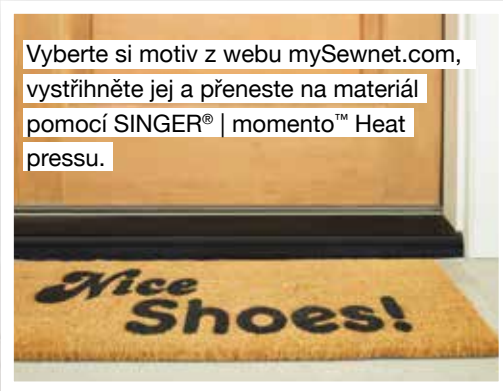 Vyberte si motiv z webu mySewnet.com,
vystřihněte jej a přeneste na materiál
pomocí SINGER® | momento™ Heat
pressu.
Nice
Shoes!